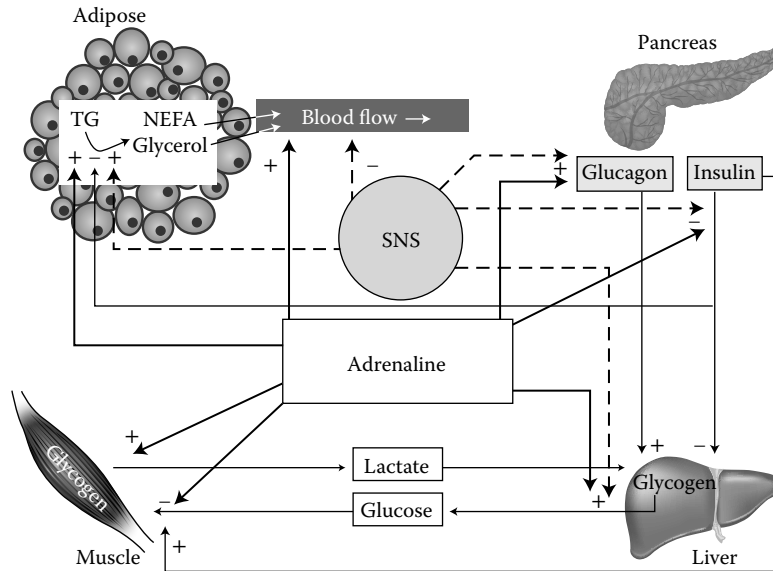 Adipose
Pancreas
TG NEFA
Glycerol
Blood flow →
+ − +
+
−
+
Glucagon
Insulin
SNS
−
Adrenaline
+
Glycogen
−
Lactate
Glucose
+
+
−
Glycogen
Muscle
+
Liver